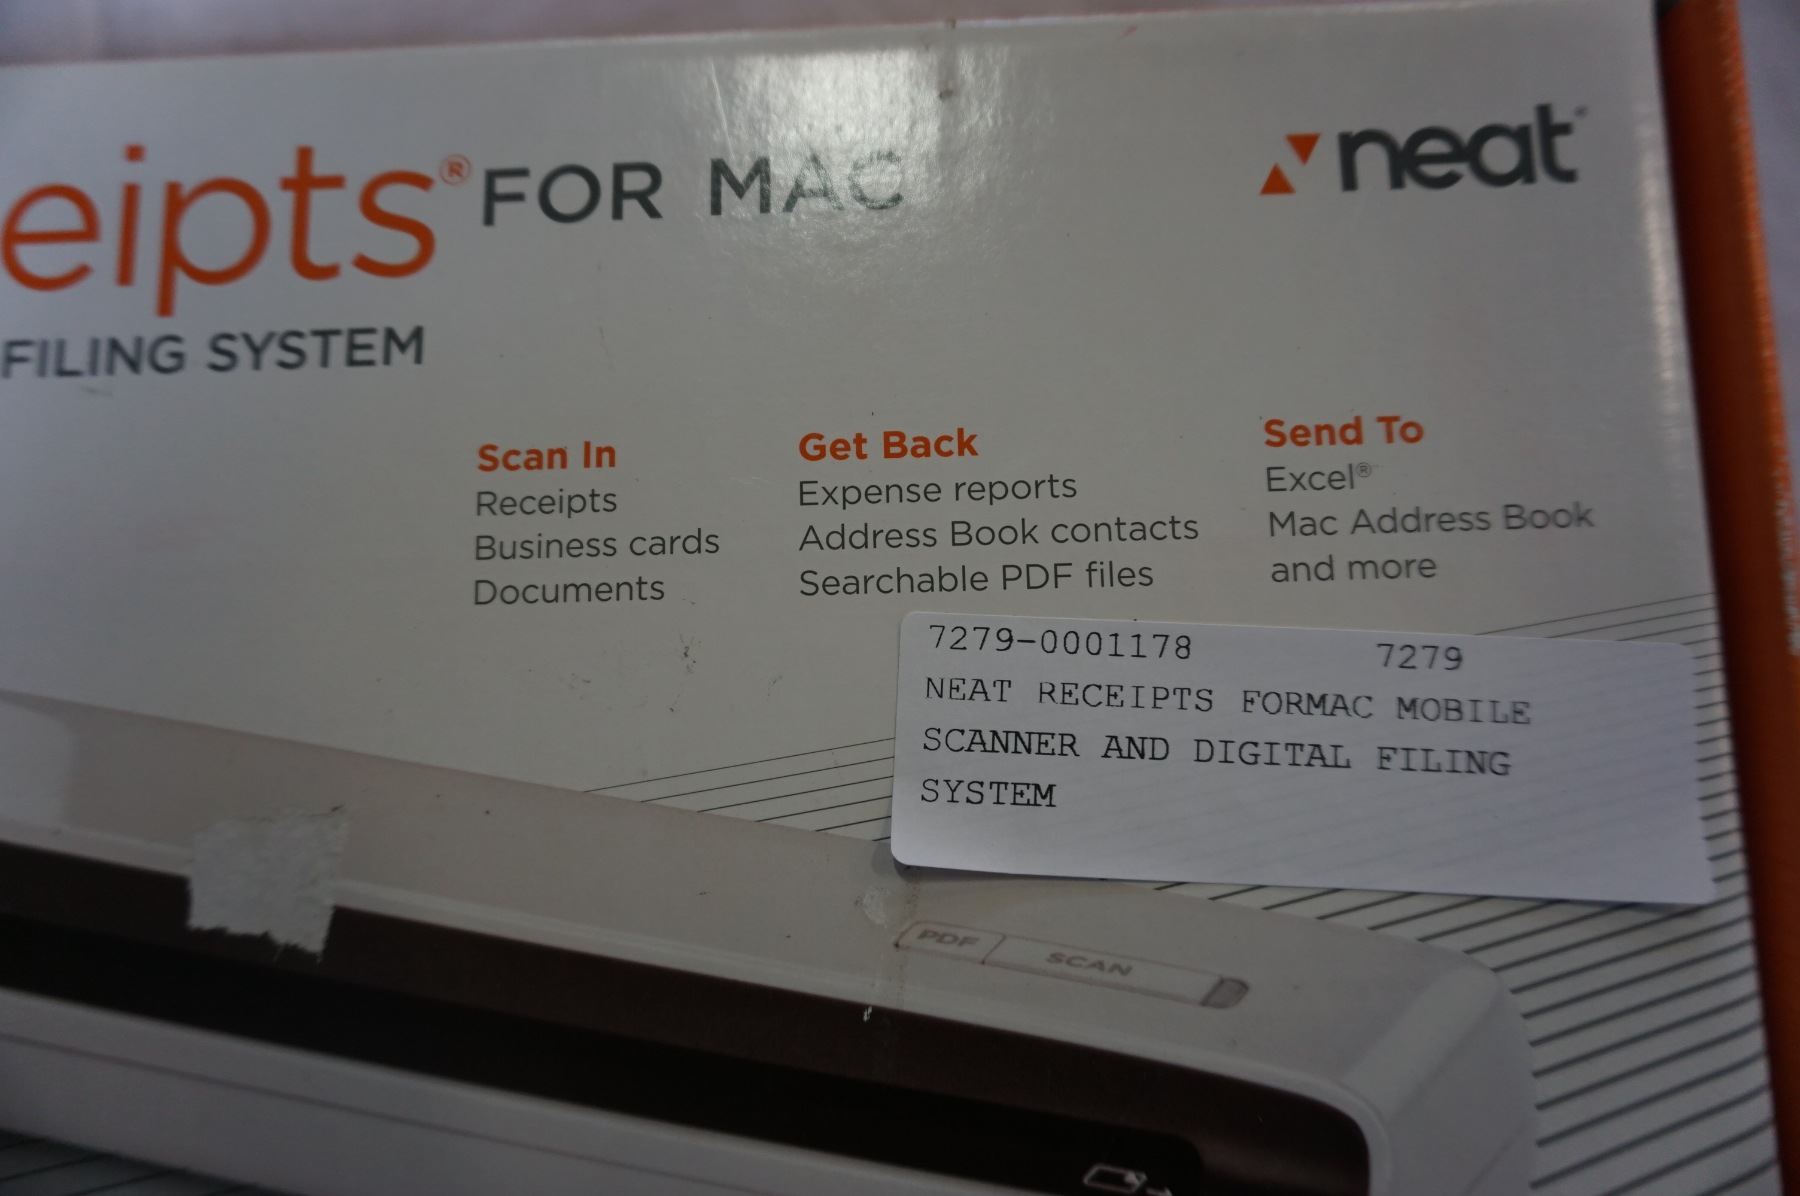 eipts® FOR MAC
neat
FILING SYSTEM
Scan In
Receipts
Business cards
Documents
Get Back
Expense reports
Address Book contacts
Searchable PDF files
Send To
Excel®
Mac Address Book
and more
7279-0001178 7279
NEAT RECEIPTS FORMAC MOBILE
SCANNER AND DIGITAL FILING
SYSTEM
PDF SCAN